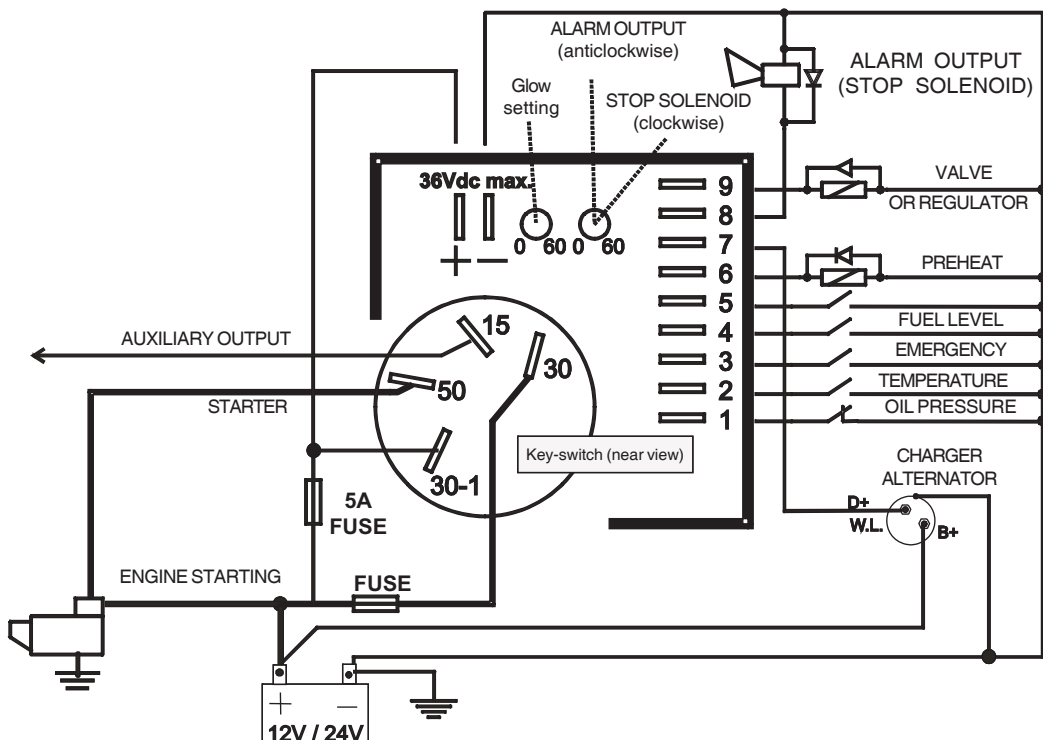 ALARM OUTPUT
(anticlockwise)
ALARM OUTPUT
(STOP SOLENOID)
Glow
setting
STOP SOLENOID
(clockwise)
36Vdc max.
0 60 0 60
+ −
9
8
7
6
5
4
3
2
1
VALVE
OR REGULATOR
PREHEAT
FUEL LEVEL
EMERGENCY
TEMPERATURE
OIL PRESSURE
AUXILIARY OUTPUT
15
30
50
STARTER
30-1
Key-switch (near view)
5A
FUSE
CHARGER
ALTERNATOR
D+
W.L.
B+
ENGINE STARTING
FUSE
+ −
12V / 24V